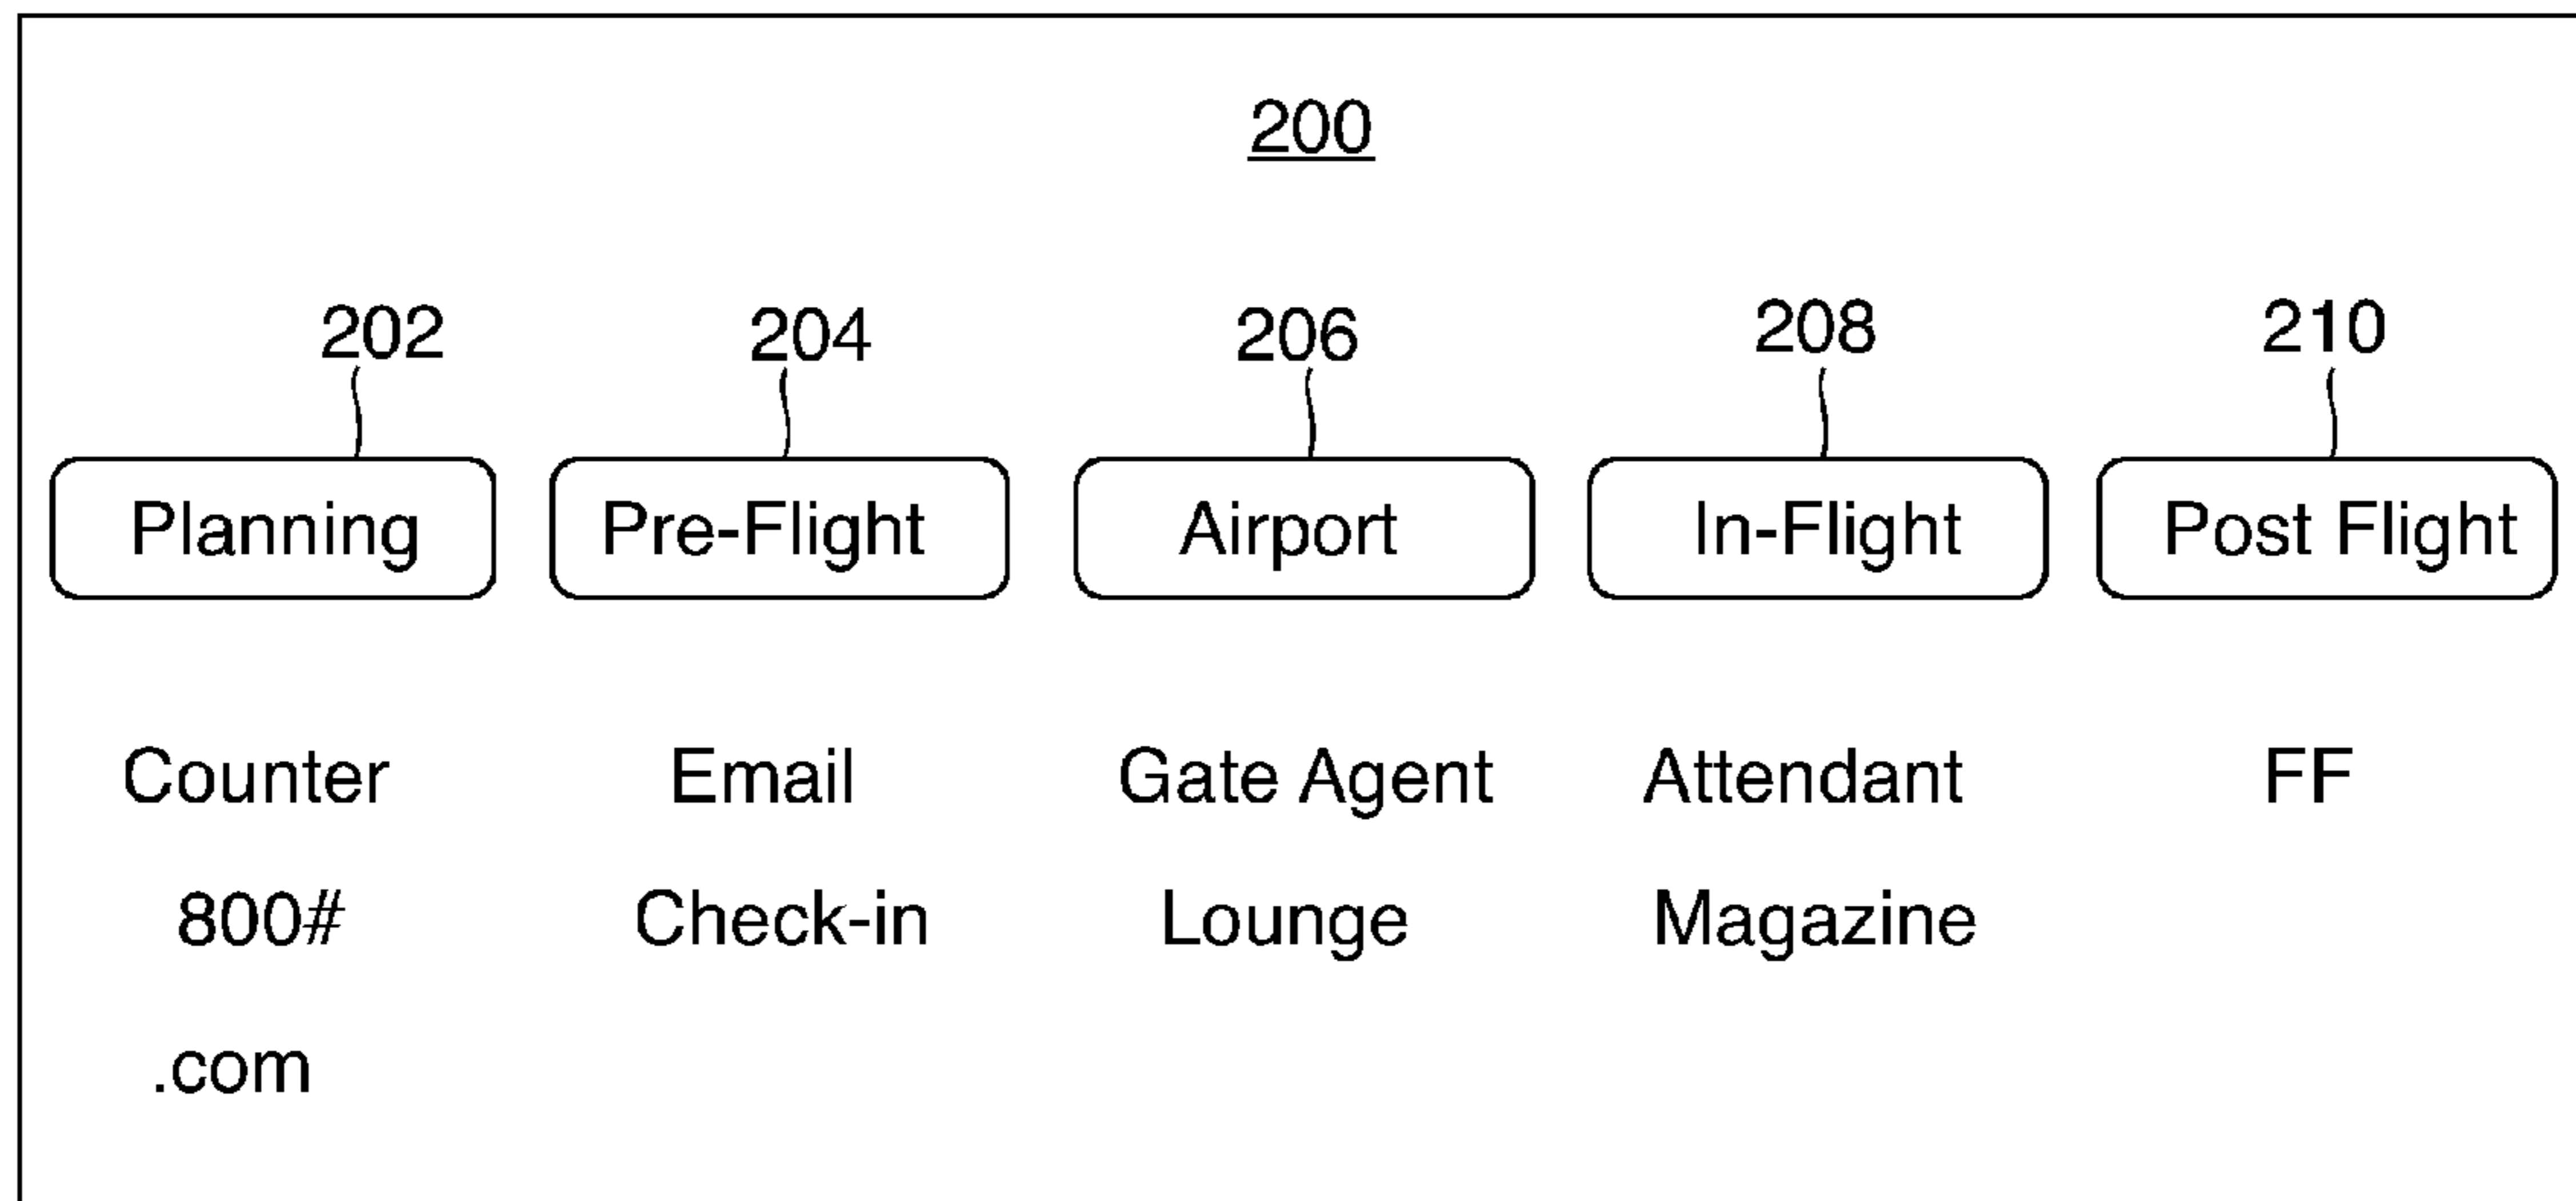 200
202 204 206 208 210
Planning Pre-Flight Airport In-Flight Post Flight
Counter Email Gate Agent Attendant FF
800# Check-in Lounge Magazine
.com